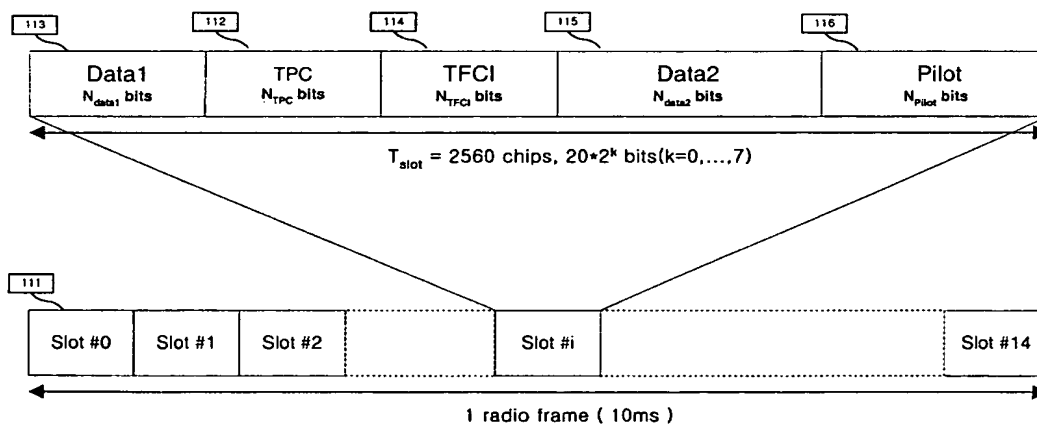 113
112
114
115
116
Data1
N_data1 bits
TPC
N_TPC bits
TFCI
N_TFCI bits
Data2
N_data2 bits
Pilot
N_Pilot bits
T_slot = 2560 chips, 20*2^k bits(k=0,...,7)
111
Slot #0
Slot #1
Slot #2
Slot #i
Slot #14
1 radio frame ( 10ms )